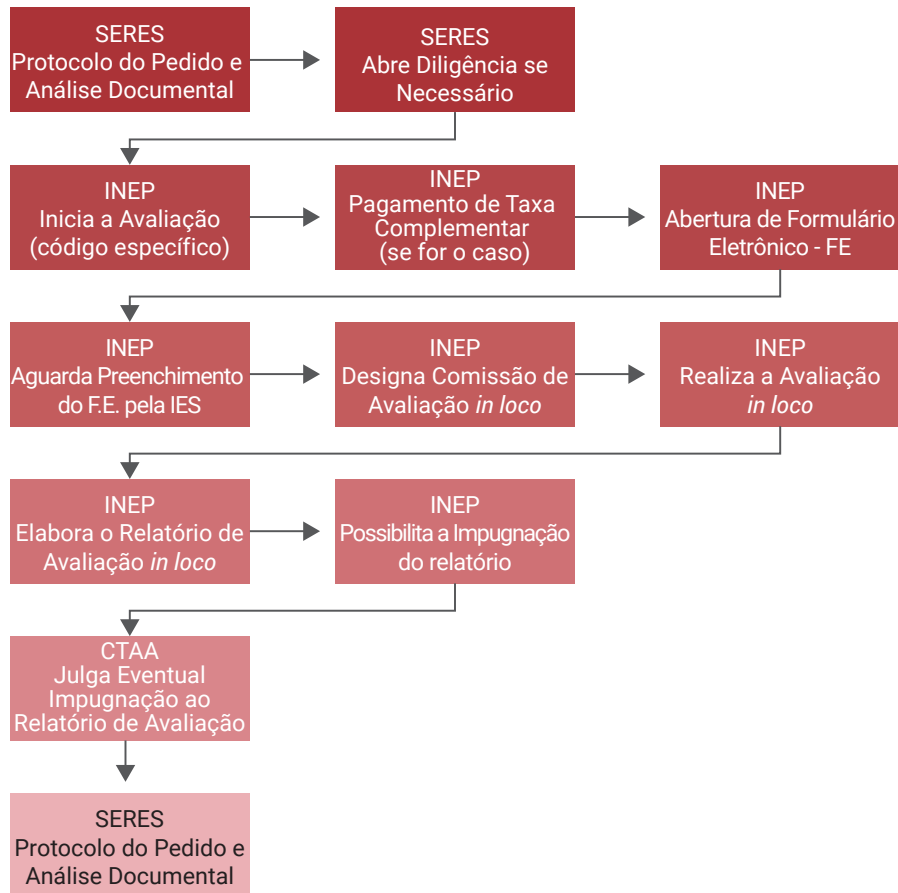 SERES
Protocolo do Pedido e
Análise Documental
SERES
Abre Diligência se
Necessário
INEP
Inicia a Avaliação
(código específico)
INEP
Pagamento de Taxa
Complementar
(se for o caso)
INEP
Abertura de Formulário
Eletrônico - FE
INEP
Aguarda Preenchimento
do F.E. pela IES
INEP
Designa Comissão de
Avaliação in loco
INEP
Realiza a Avaliação
in loco
INEP
Elabora o Relatório de
Avaliação in loco
INEP
Possibilita a Impugnação
do relatório
CTAA
Julga Eventual
Impugnação ao
Relatório de Avaliação
SERES
Protocolo do Pedido e
Análise Documental